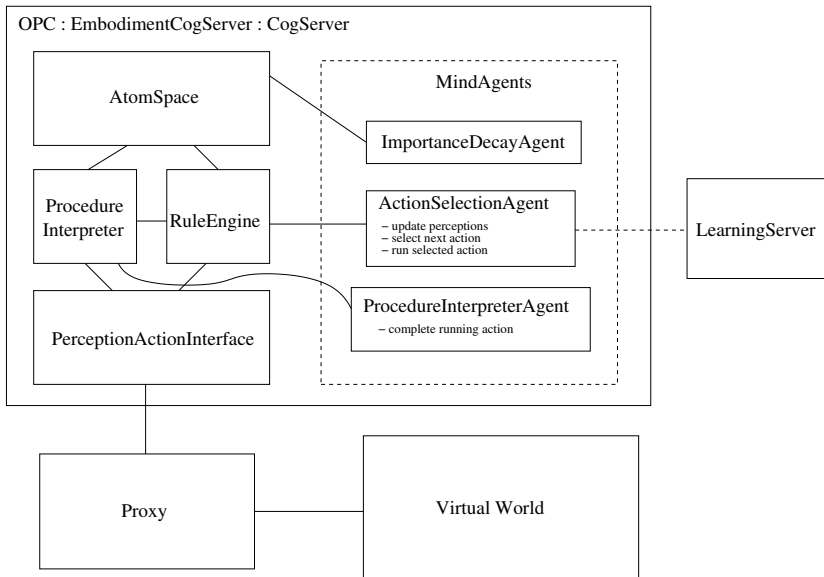 OPC : EmbodimentCogServer : CogServer
AtomSpace
MindAgents
ImportanceDecayAgent
Procedure
Interpreter
RuleEngine
ActionSelectionAgent
– update perceptions
– select next action
– run selected action
LearningServer
PerceptionActionInterface
ProcedureInterpreterAgent
– complete running action
Proxy
Virtual World